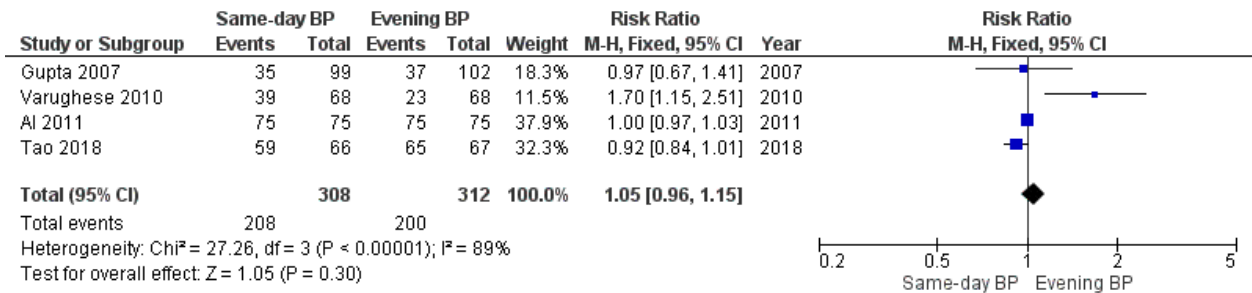 Same-day BP Evening BP Risk Ratio Risk Ratio
Study or Subgroup Events Total Events Total Weight M-H, Fixed, 95% CI Year M-H, Fixed, 95% CI
Gupta 2007 35 99 37 102 18.3% 0.97 [0.67, 1.41] 2007
Varughese 2010 39 68 23 68 11.5% 1.70 [1.15, 2.51] 2010
Al 2011 75 75 75 75 37.9% 1.00 [0.97, 1.03] 2011
Tao 2018 59 66 65 67 32.3% 0.92 [0.84, 1.01] 2018
Total (95% CI) 308 312 100.0% 1.05 [0.96, 1.15]
Total events 208 200
Heterogeneity: Chi² = 27.26, df = 3 (P < 0.00001); I² = 89%
Test for overall effect: Z = 1.05 (P = 0.30)
0.2 0.5 1 2 5
Same-day BP Evening BP